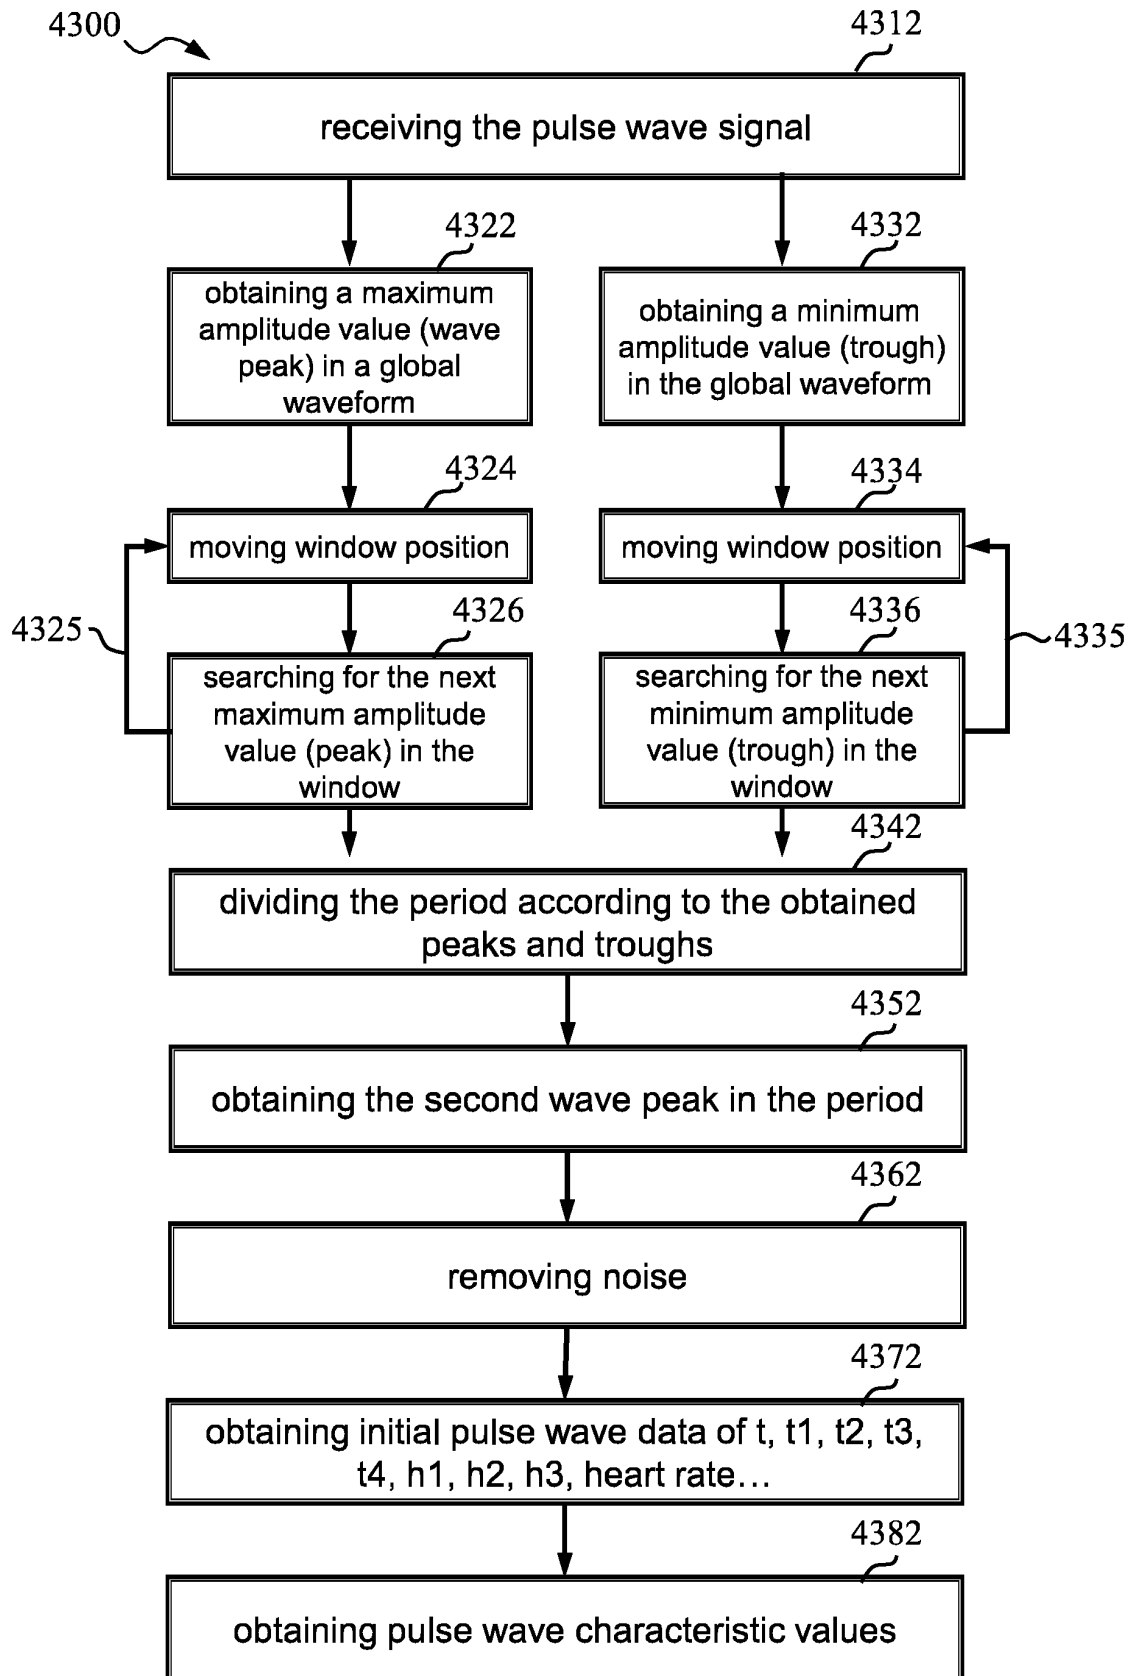 4300
4312
receiving the pulse wave signal
4322
4332
obtaining a maximum
amplitude value (wave
peak) in a global
waveform
obtaining a minimum
amplitude value (trough)
in the global waveform
4324
4334
moving window position
moving window position
4325
4326
4336
4335
searching for the next
maximum amplitude
value (peak) in the
window
searching for the next
minimum amplitude
value (trough) in the
window
4342
dividing the period according to the obtained
peaks and troughs
4352
obtaining the second wave peak in the period
4362
removing noise
4372
obtaining initial pulse wave data of t, t1, t2, t3,
t4, h1, h2, h3, heart rate…
4382
obtaining pulse wave characteristic values